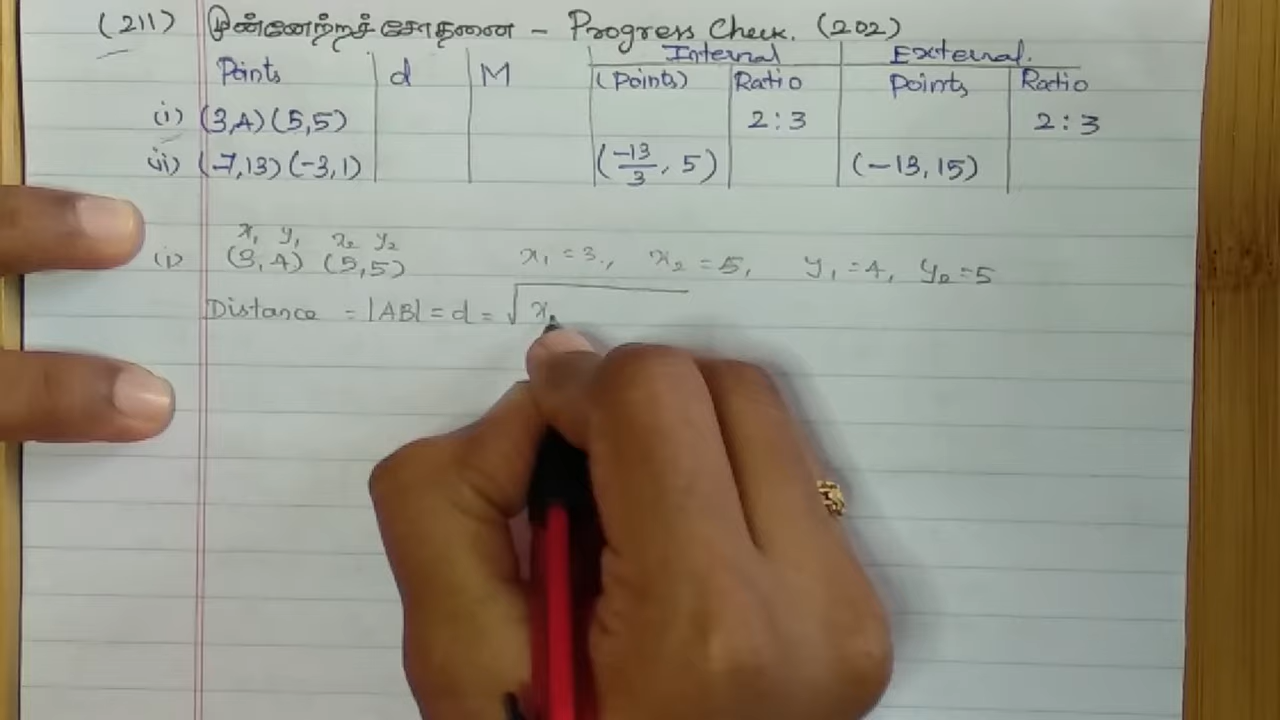 (211) முன்னேற்றச் சோதனை – Progress Check. (202)
Internal External.
Points d M (Points) Ratio Points Ratio
(i) (3,4) (5,5) 2:3 2:3
(ii) (-7,13) (-3,1) (-13/3, 5) (-13,15)
x₁ y₁ x₂ y₂
(i) (3,4) (5,5) x₁ = 3., x₂ = 5, y₁ = 4, y₂ = 5
Distance = |AB| = d = √ x